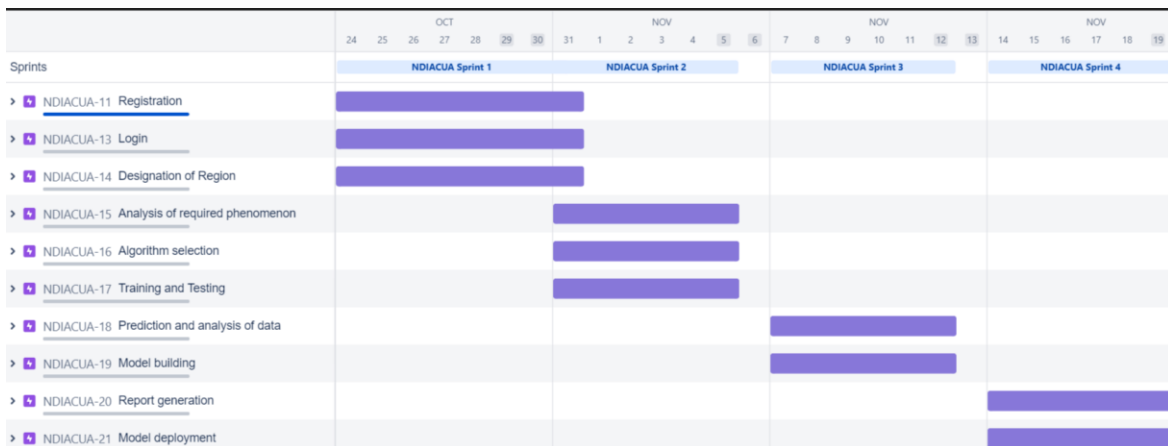 OCT NOV NOV NOV
24 25 26 27 28 29 30 31 1 2 3 4 5 6 7 8 9 10 11 12 13 14 15 16 17 18 19
Sprints NDIACUA Sprint 1 NDIACUA Sprint 2 NDIACUA Sprint 3 NDIACUA Sprint 4
NDIACUA-11 Registration
NDIACUA-13 Login
NDIACUA-14 Designation of Region
NDIACUA-15 Analysis of required phenomenon
NDIACUA-16 Algorithm selection
NDIACUA-17 Training and Testing
NDIACUA-18 Prediction and analysis of data
NDIACUA-19 Model building
NDIACUA-20 Report generation
NDIACUA-21 Model deployment